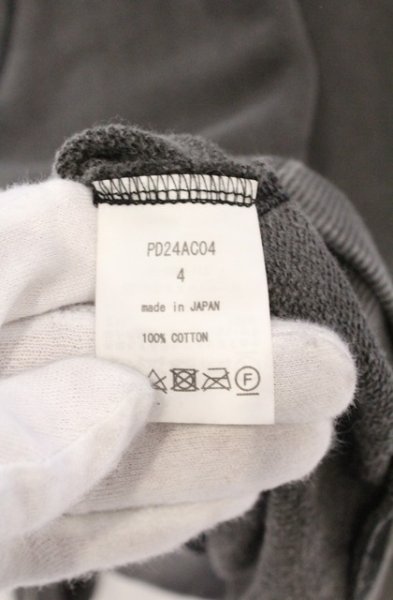 PD24AC04
4
made in JAPAN
100% COTTON
F